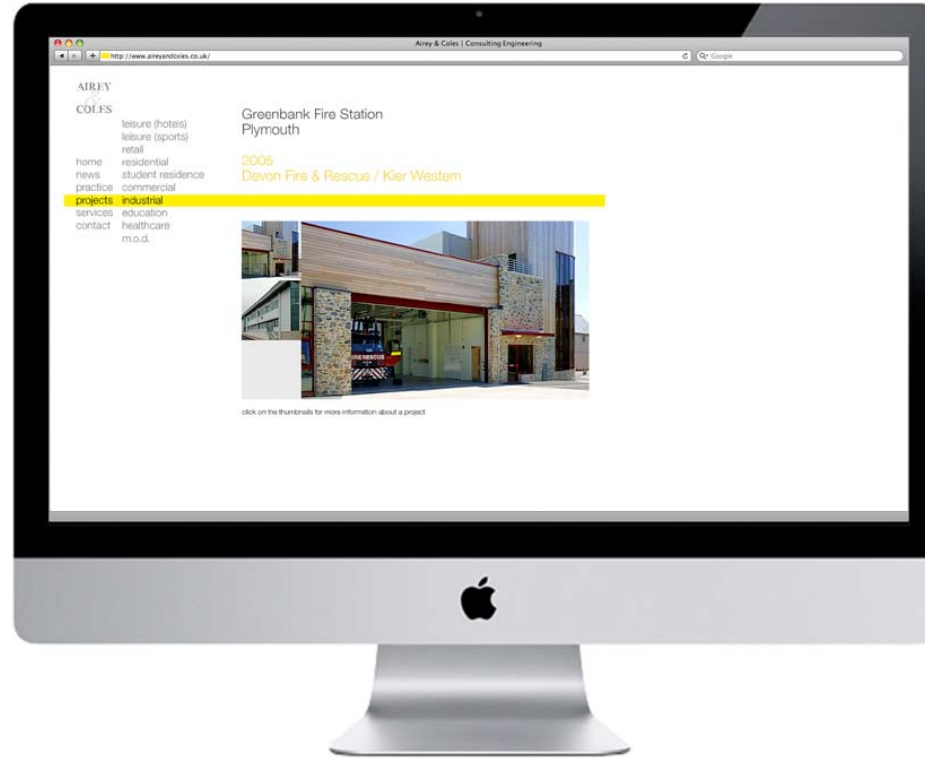 Airey & Coles | Consulting Engineering
http://www.aireyandcoles.co.uk/
Google
AIREY
&
COLES
leisure (hotels)
leisure (sports)
retail
home residential
news student residence
practice commercial
projects industrial
services education
contact healthcare
m.o.d.
Greenbank Fire Station
Plymouth
2005
Devon Fire & Rescue / Kier Western
FIRE RESCUE
click on the thumbnails for more information about a project